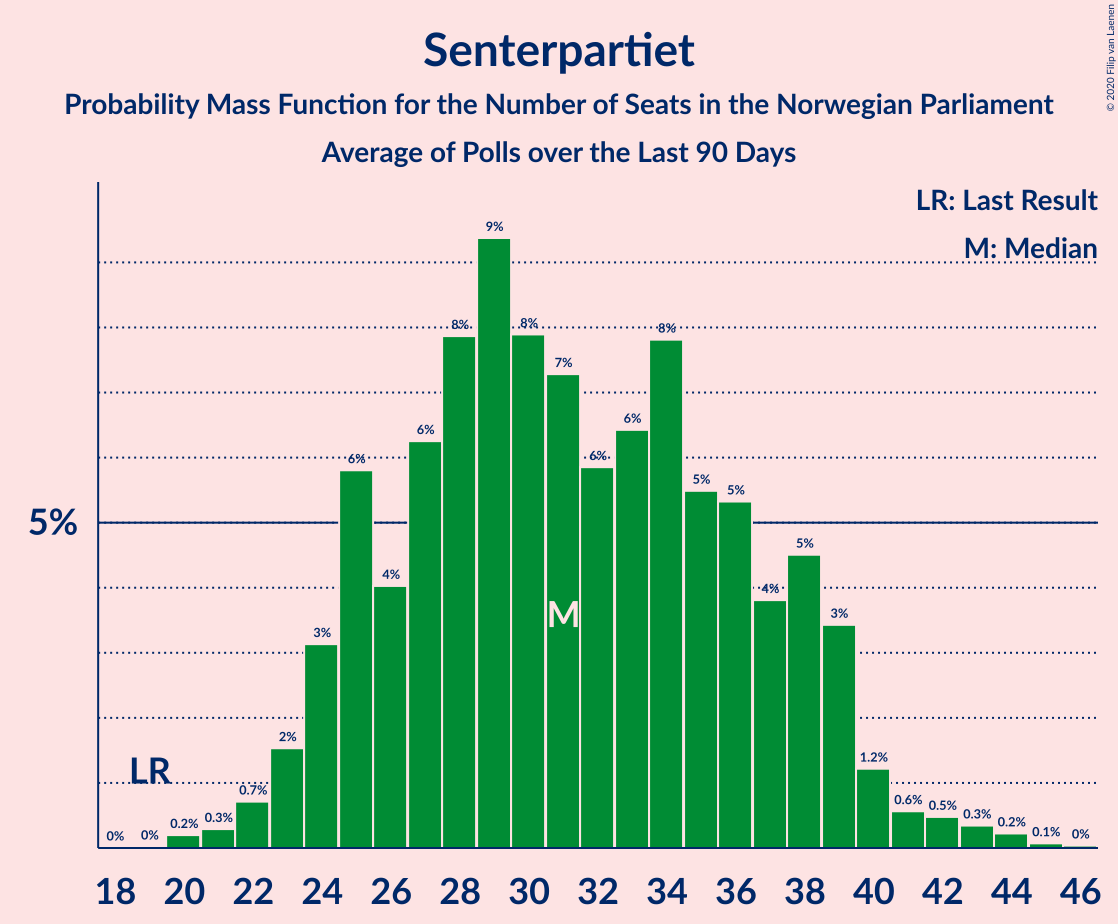 Senterpartiet
Probability Mass Function for the Number of Seats in the Norwegian Parliament
Average of Polls over the Last 90 Days
© 2020 Filip van Laenen
LR: Last Result
M: Median
5%
0% 0% 0.2% 0.3% 0.7% 2% 3% 6% 4% 6% 8% 9% 8% 7% 6% 6% 8% 5% 5% 4% 5% 3% 1.2% 0.6% 0.5% 0.3% 0.2% 0.1% 0%
LR
M
18 20 22 24 26 28 30 32 34 36 38 40 42 44 46